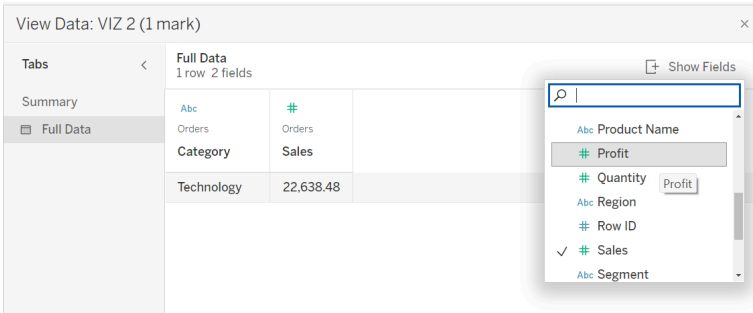 View Data: VIZ 2 (1 mark)
Tabs
Summary
Full Data
Full Data
1 row 2 fields
Show Fields
Abc #
Orders Orders
Category Sales
Technology 22,638.48
Abc Product Name
# Profit
# Quantity
Profit
Abc Region
# Row ID
# Sales
Abc Segment